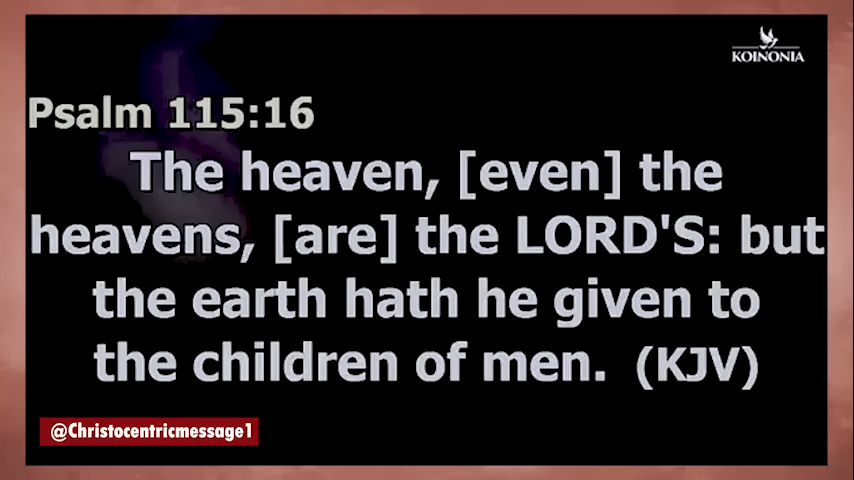 KOINONIA
Psalm 115:16
The heaven, [even] the
heavens, [are] the LORD'S: but
the earth hath he given to
the children of men. (KJV)
@Christocentricmessage1